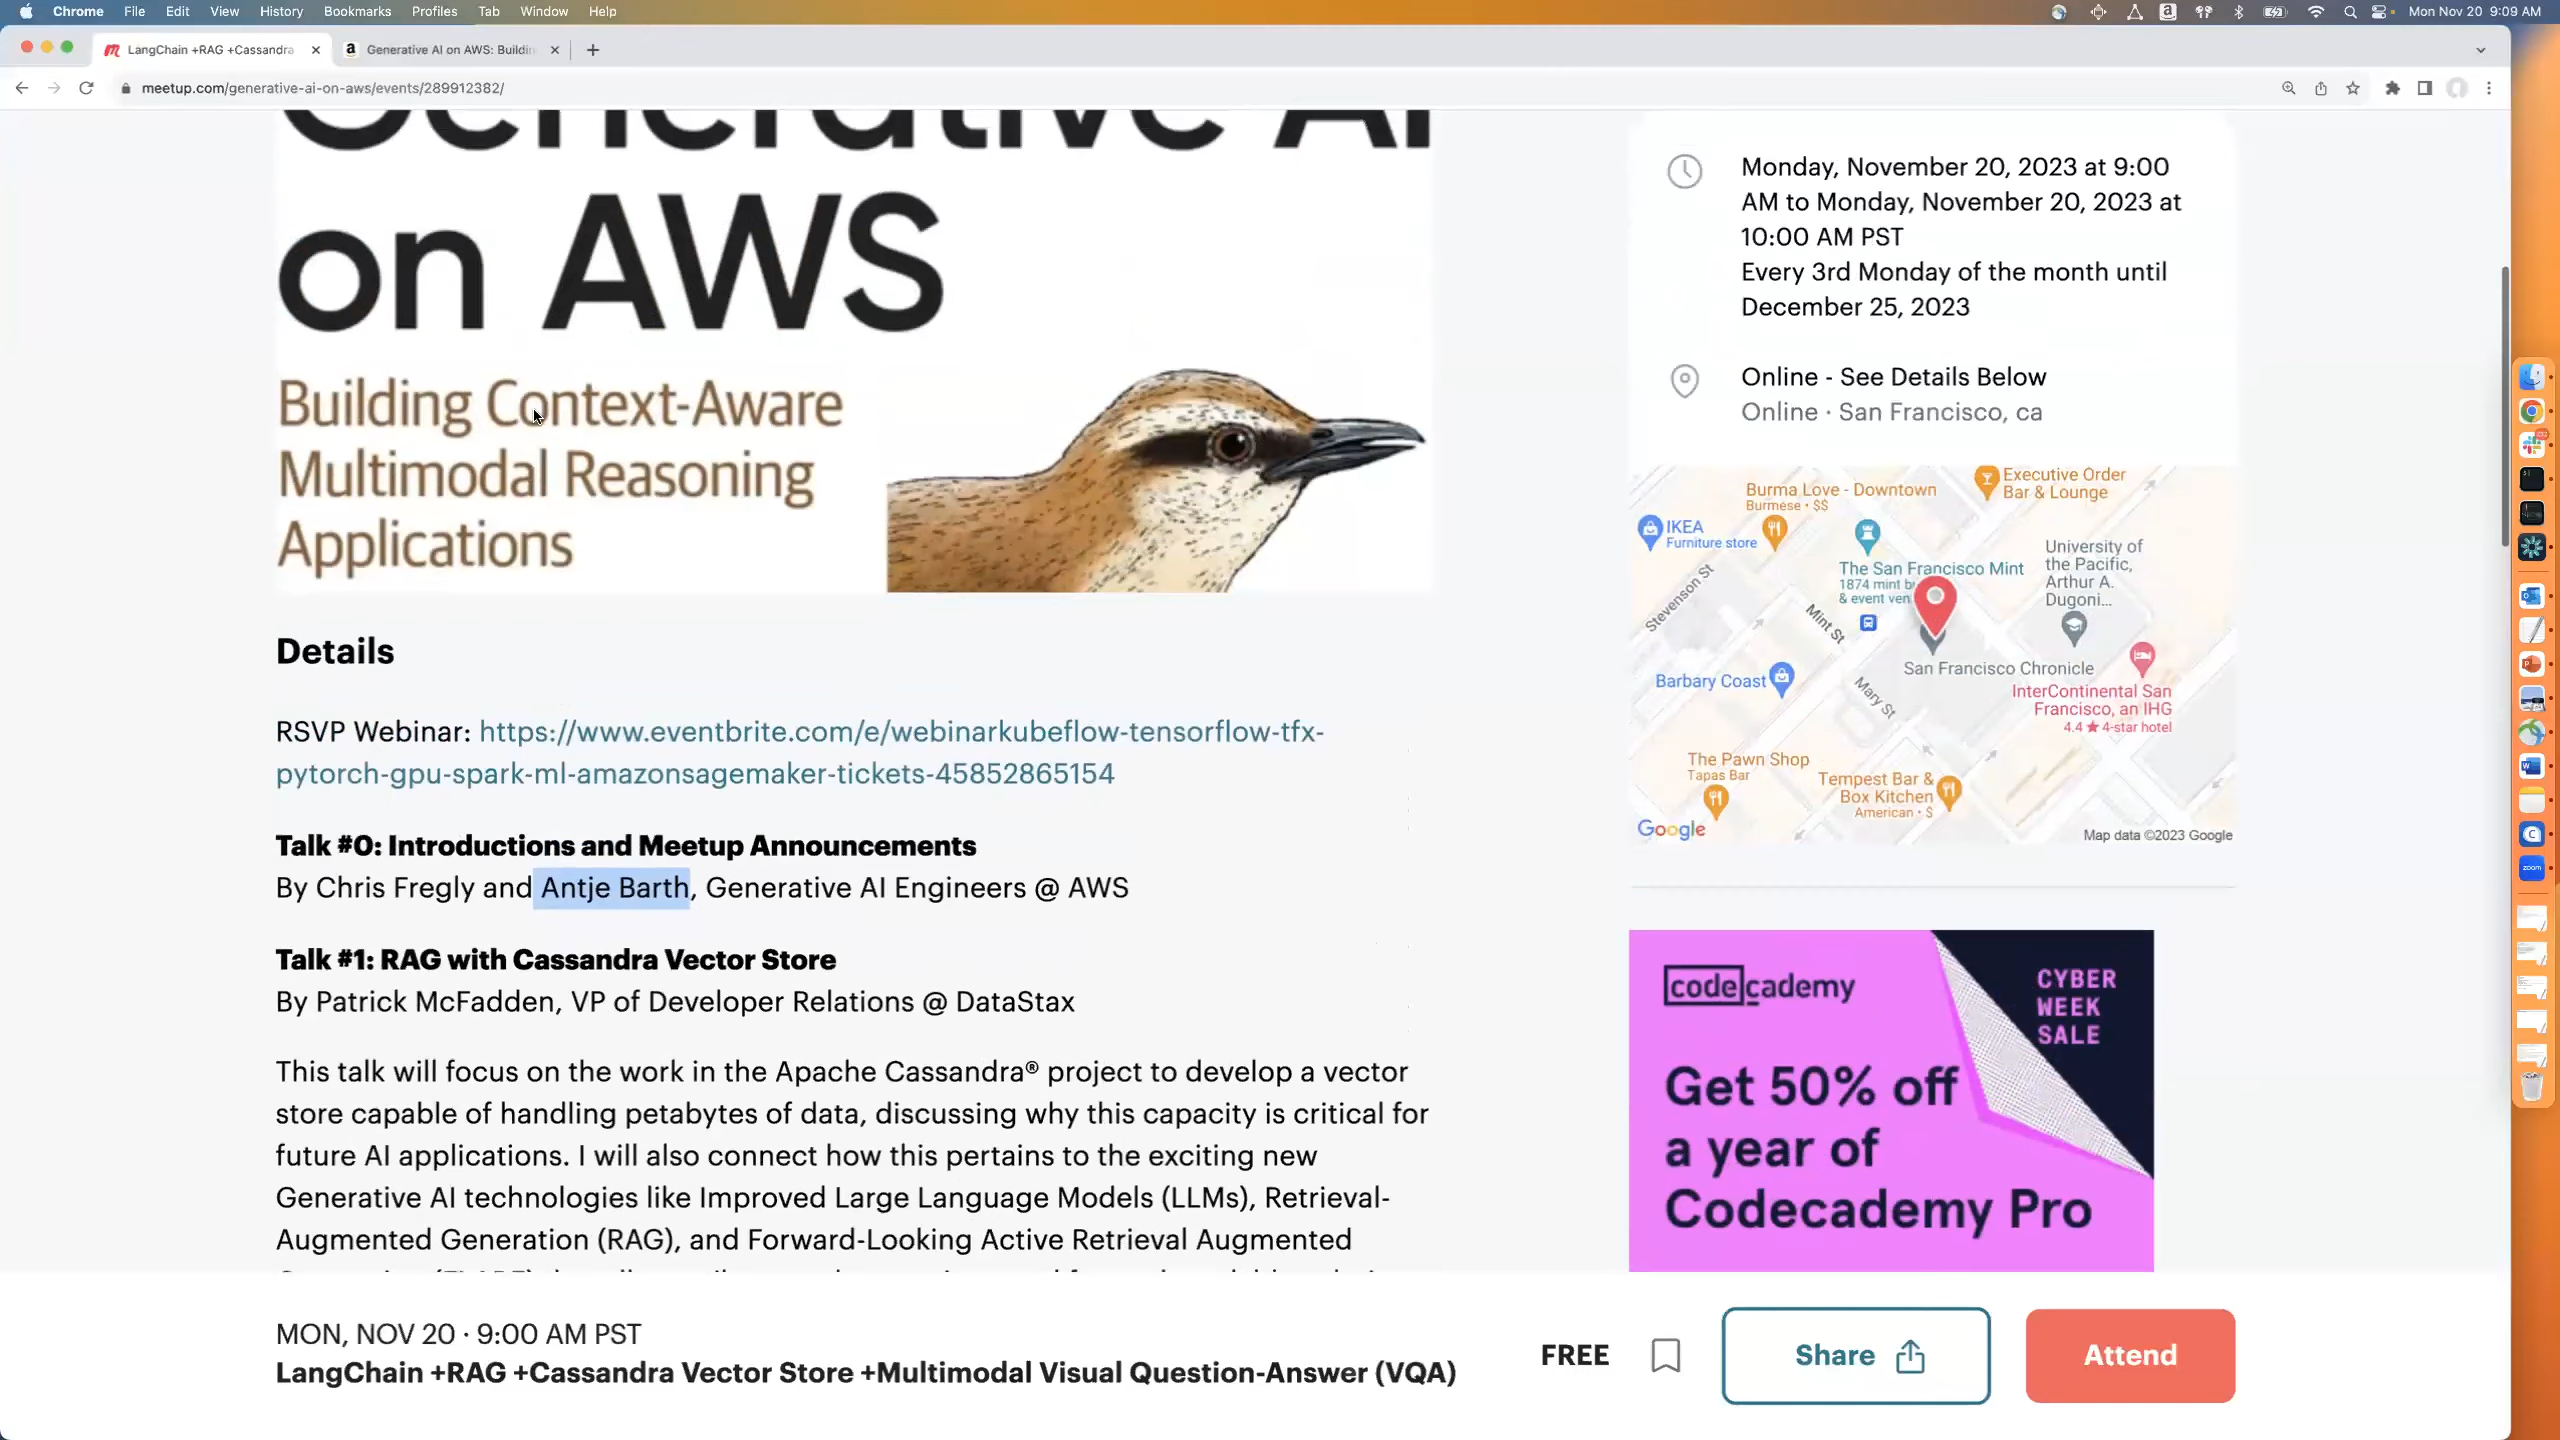 Chrome File Edit View History Bookmarks Profiles Tab Window Help
Mon Nov 20 9:09 AM
LangChain +RAG +Cassandra
Generative AI on AWS: Buildin
meetup.com/generative-ai-on-aws/events/289912382/
Generative AI
on AWS
Building Context-Aware
Multimodal Reasoning
Applications
Details
RSVP Webinar: https://www.eventbrite.com/e/webinarkubeflow-tensorflow-tfx-
pytorch-gpu-spark-ml-amazonsagemaker-tickets-45852865154
Talk #0: Introductions and Meetup Announcements
By Chris Fregly and Antje Barth, Generative AI Engineers @ AWS
Talk #1: RAG with Cassandra Vector Store
By Patrick McFadden, VP of Developer Relations @ DataStax
This talk will focus on the work in the Apache Cassandra® project to develop a vector
store capable of handling petabytes of data, discussing why this capacity is critical for
future AI applications. I will also connect how this pertains to the exciting new
Generative AI technologies like Improved Large Language Models (LLMs), Retrieval-
Augmented Generation (RAG), and Forward-Looking Active Retrieval Augmented
Monday, November 20, 2023 at 9:00
AM to Monday, November 20, 2023 at
10:00 AM PST
Every 3rd Monday of the month until
December 25, 2023
Online - See Details Below
Online · San Francisco, ca
Burma Love - Downtown
Burmese · $$
Executive Order
Bar & Lounge
IKEA
Furniture store
The San Francisco Mint
1874 mint b
& event ven
University of
the Pacific,
Arthur A.
Dugoni...
Stevenson St
Mint St
San Francisco Chronicle
Barbary Coast
Mary St
InterContinental San
Francisco, an IHG
4.4 ★ 4-star hotel
The Pawn Shop
Tapas Bar
Tempest Bar &
Box Kitchen
American · $
Google
Map data ©2023 Google
codecademy
CYBER
WEEK
SALE
Get 50% off
a year of
Codecademy Pro
MON, NOV 20 · 9:00 AM PST
LangChain +RAG +Cassandra Vector Store +Multimodal Visual Question-Answer (VQA)
FREE
Share
Attend